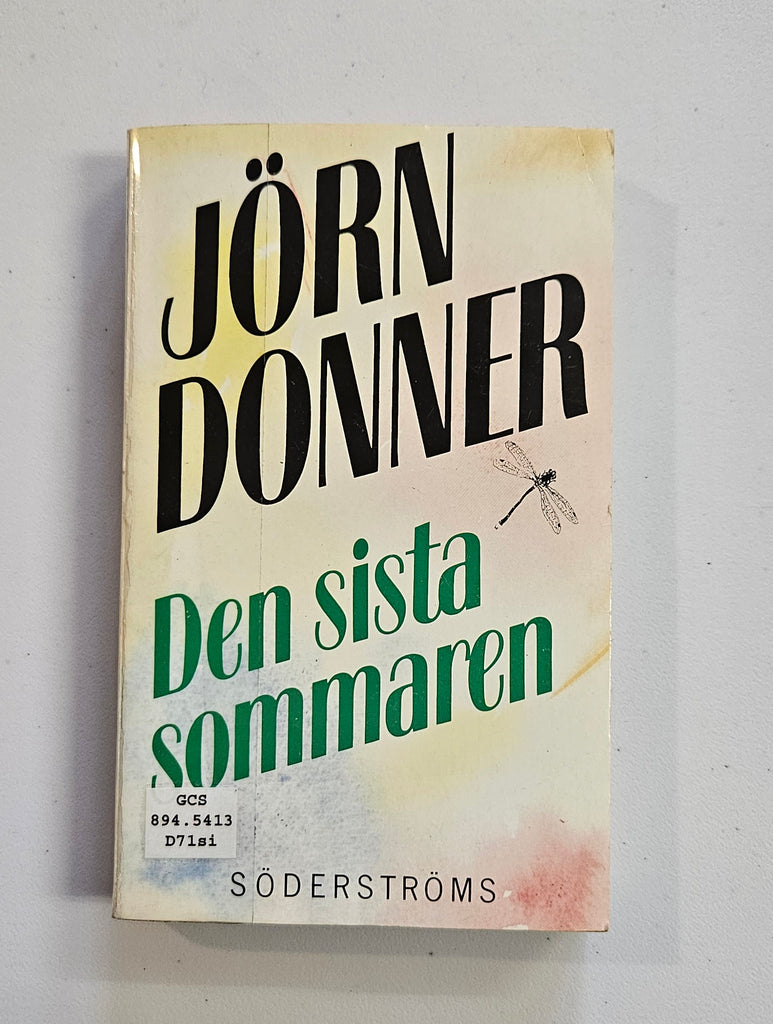 JÖRN
DONNER
Den sista
sommaren
GCS
894.5413
D71si
SÖDERSTRÖMS